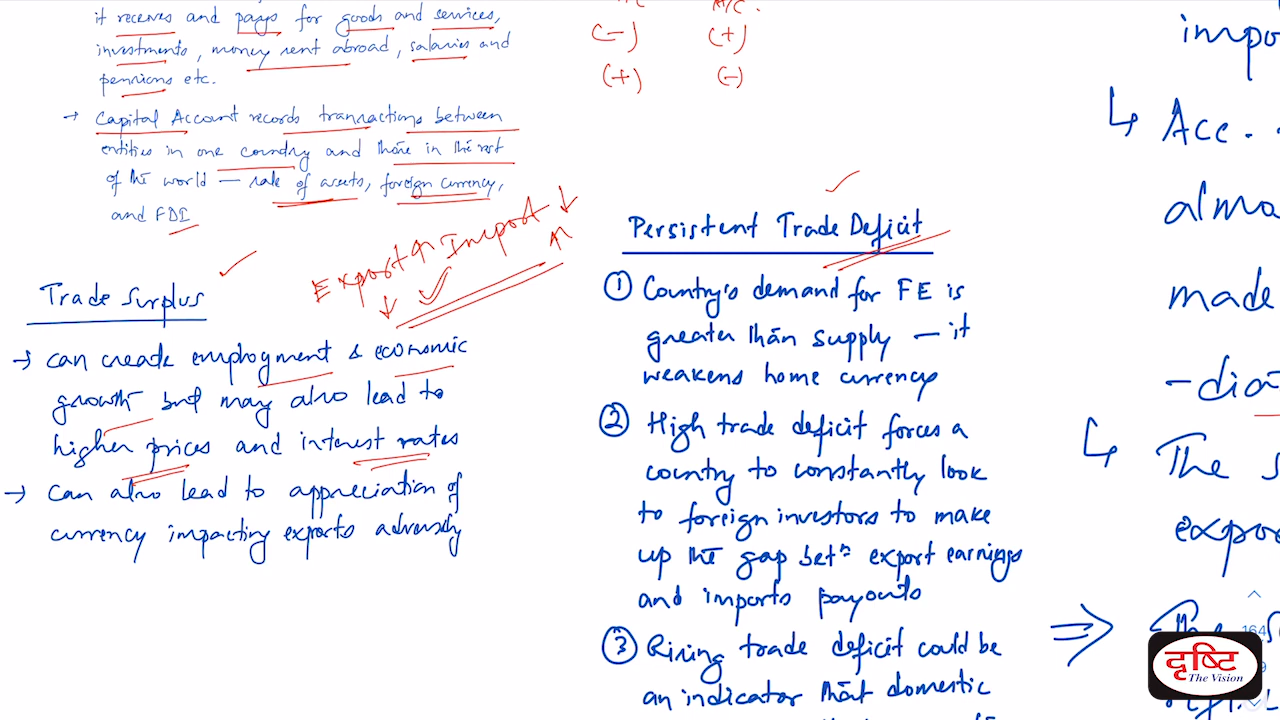 it receives and pays for goods and services,
investments, money sent abroad, salaries and
pensions etc.
→ Capital Account records transactions between
entities in one country and those in the rest
of the world — sale of assets, foreign currency,
and FDI
A/C.
(-) (+)
(+) (-)
Export ↑ Import ↓
↓ ↑
Trade Surplus
→ can create employment & economic
growth but may also lead to
higher prices and interest rates
→ can also lead to appreciation of
currency impacting exports adversely
Persistent Trade Deficit
① Country's demand for FE is
greater than supply — it
weakens home currency
② High trade deficit forces a
country to constantly look
to foreign investors to make
up the gap betn export earnings
and imports payouts
③ Rising trade deficit could be
an indicator that domestic
impo
↳ Acc.
almo
made
-dia
↳ The s
expor
⇒ The
164
दृष्टि
The Vision